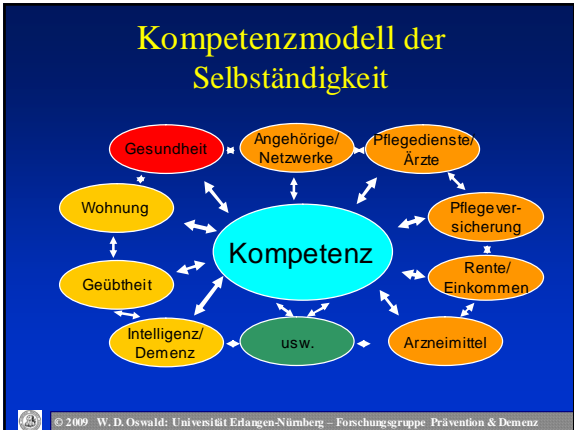 Kompetenzmodell der
Selbständigkeit
Gesundheit
Angehörige/
Netzwerke
Pflegedienste/
Ärzte
Wohnung
Pflegever-
sicherung
Kompetenz
Geübtheit
Rente/
Einkommen
Intelligenz/
Demenz
usw.
Arzneimittel
© 2009 W. D. Oswald: Universität Erlangen-Nürnberg – Forschungsgruppe Prävention & Demenz